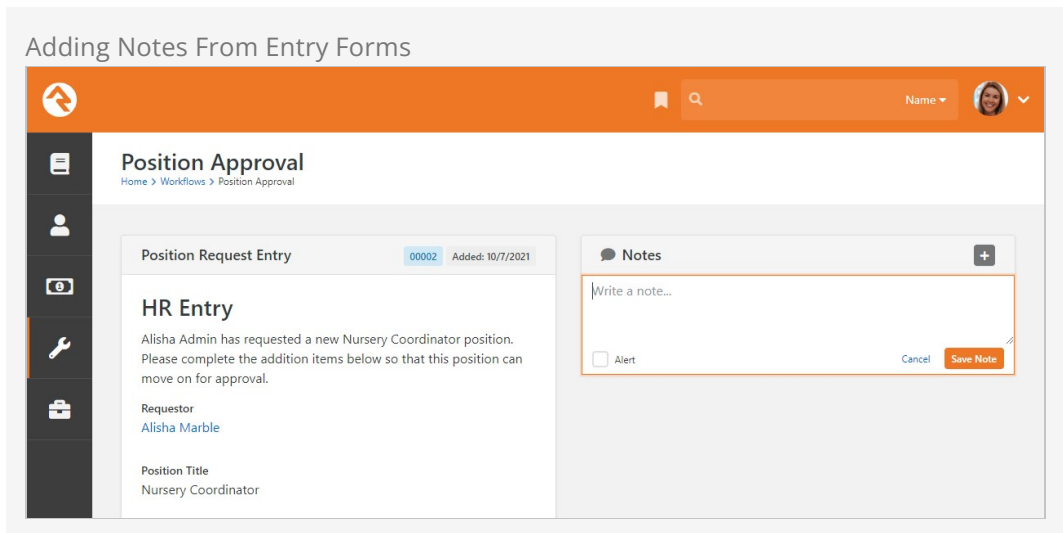 Adding Notes From Entry Forms
Name
Position Approval
Home > Workflows > Position Approval
Position Request Entry
00002
Added: 10/7/2021
HR Entry
Alisha Admin has requested a new Nursery Coordinator position.
Please complete the addition items below so that this position can
move on for approval.
Requestor
Alisha Marble
Position Title
Nursery Coordinator
Notes
Write a note...
Alert
Cancel
Save Note